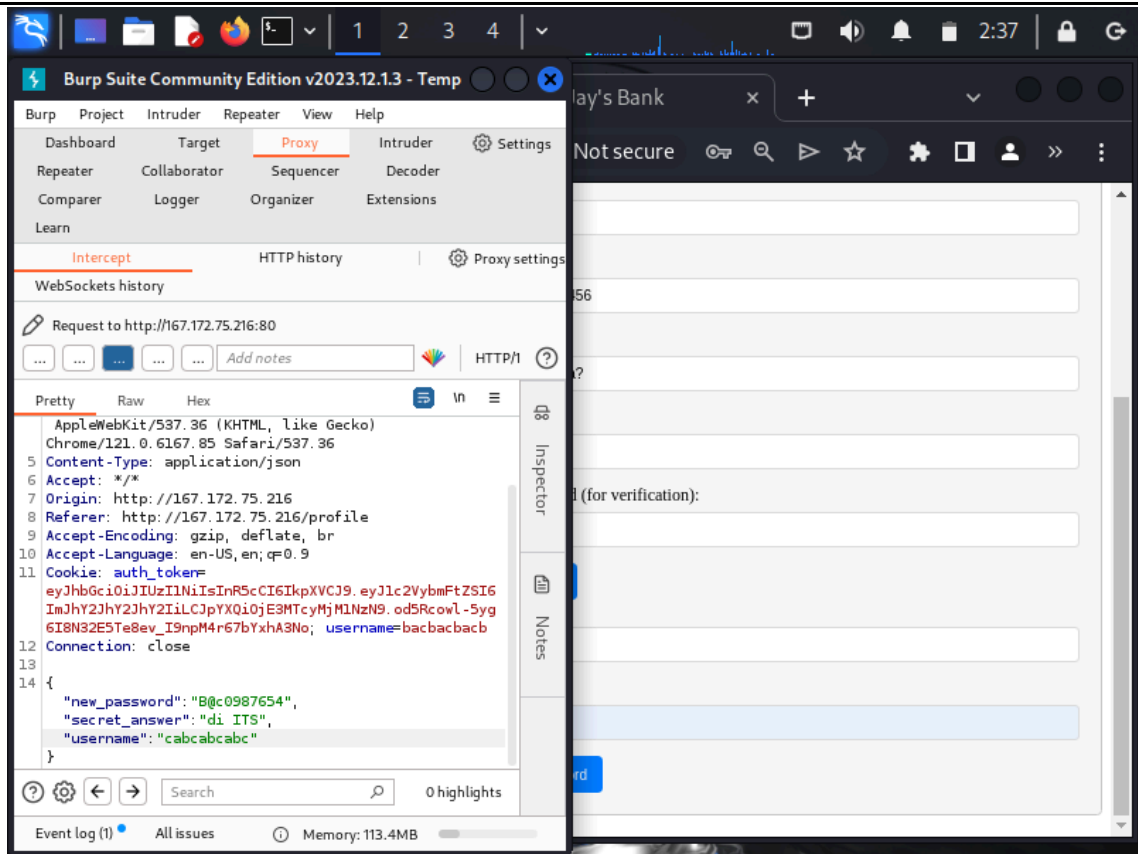 1 2 3 4 2:37
Burp Suite Community Edition v2023.12.1.3 - Temp
Burp Project Intruder Repeater View Help
Dashboard Target Proxy Intruder Settings
Repeater Collaborator Sequencer Decoder
Comparer Logger Organizer Extensions
Learn
Intercept HTTP history Proxy settings
WebSockets history
Request to http://167.172.75.216:80
... ... ... ... ... Add notes HTTP/1 ?
Pretty Raw Hex \n
AppleWebKit/537.36 (KHTML, like Gecko)
Chrome/121.0.6167.85 Safari/537.36
5 Content-Type: application/json
6 Accept: */*
7 Origin: http://167.172.75.216
8 Referer: http://167.172.75.216/profile
9 Accept-Encoding: gzip, deflate, br
10 Accept-Language: en-US,en;q=0.9
11 Cookie: auth_token=
eyJhbGciOiJIUzI1NiIsInR5cCI6IkpXVCJ9.eyJ1c2VybmFtZSI6
ImJhY2JhY2JhY2IiLCJpYXQiOjE3MTcyMjM1NzN9.od5Rcowl-5yg
6I8N32E5Te8ev_I9npM4r67bYxhA3No; username=bacbacbacb
12 Connection: close
13
14 {
"new_password":"B@c0987654",
"secret_answer":"di ITS",
"username":"cabcabcabc"
}
Search 0 highlights
Event log (1) All issues Memory: 113.4MB
Inspector
Notes
ay's Bank
Not secure
456
?
d (for verification):
rd